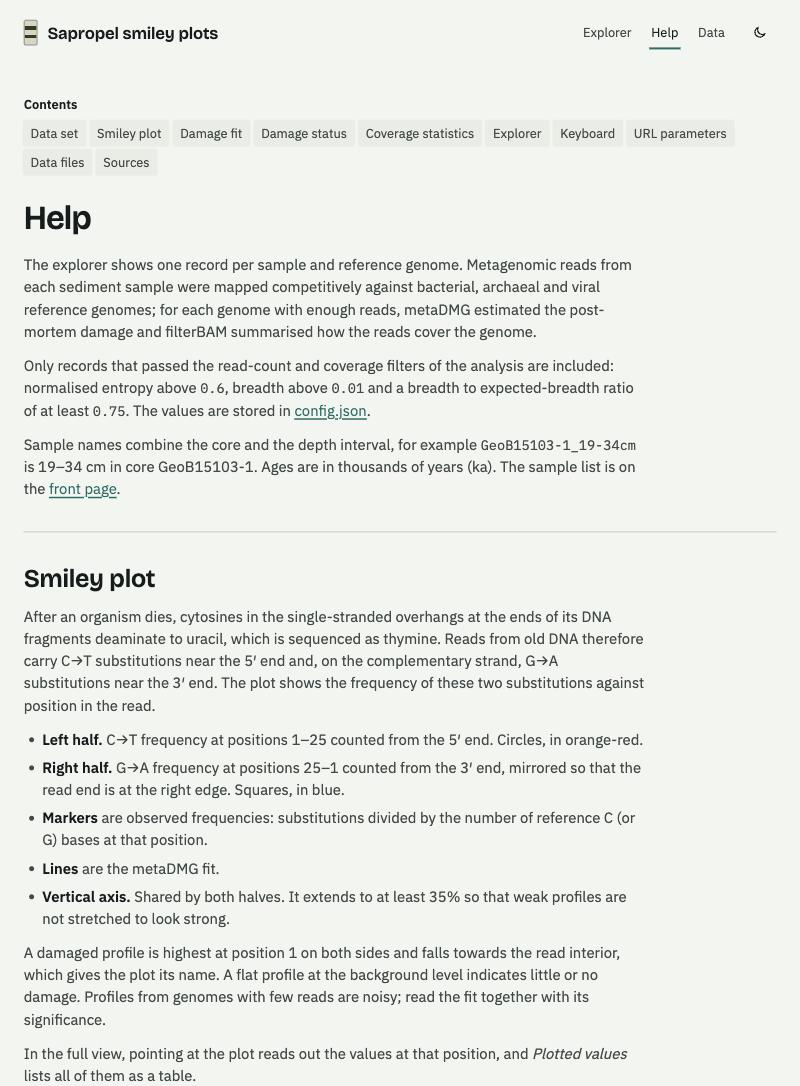 Sapropel smiley plots
Explorer Help Data
Contents
Data set Smiley plot Damage fit Damage status Coverage statistics Explorer Keyboard URL parameters
Data files Sources
Help
The explorer shows one record per sample and reference genome. Metagenomic reads from
each sediment sample were mapped competitively against bacterial, archaeal and viral
reference genomes; for each genome with enough reads, metaDMG estimated the post-
mortem damage and filterBAM summarised how the reads cover the genome.
Only records that passed the read-count and coverage filters of the analysis are included:
normalised entropy above 0.6, breadth above 0.01 and a breadth to expected-breadth ratio
of at least 0.75. The values are stored in config.json.
Sample names combine the core and the depth interval, for example GeoB15103-1_19-34cm
is 19–34 cm in core GeoB15103-1. Ages are in thousands of years (ka). The sample list is on
the front page.
Smiley plot
After an organism dies, cytosines in the single-stranded overhangs at the ends of its DNA
fragments deaminate to uracil, which is sequenced as thymine. Reads from old DNA therefore
carry C→T substitutions near the 5′ end and, on the complementary strand, G→A
substitutions near the 3′ end. The plot shows the frequency of these two substitutions against
position in the read.
• Left half. C→T frequency at positions 1–25 counted from the 5′ end. Circles, in orange-red.
• Right half. G→A frequency at positions 25–1 counted from the 3′ end, mirrored so that the
read end is at the right edge. Squares, in blue.
• Markers are observed frequencies: substitutions divided by the number of reference C (or
G) bases at that position.
• Lines are the metaDMG fit.
• Vertical axis. Shared by both halves. It extends to at least 35% so that weak profiles are
not stretched to look strong.
A damaged profile is highest at position 1 on both sides and falls towards the read interior,
which gives the plot its name. A flat profile at the background level indicates little or no
damage. Profiles from genomes with few reads are noisy; read the fit together with its
significance.
In the full view, pointing at the plot reads out the values at that position, and Plotted values
lists all of them as a table.